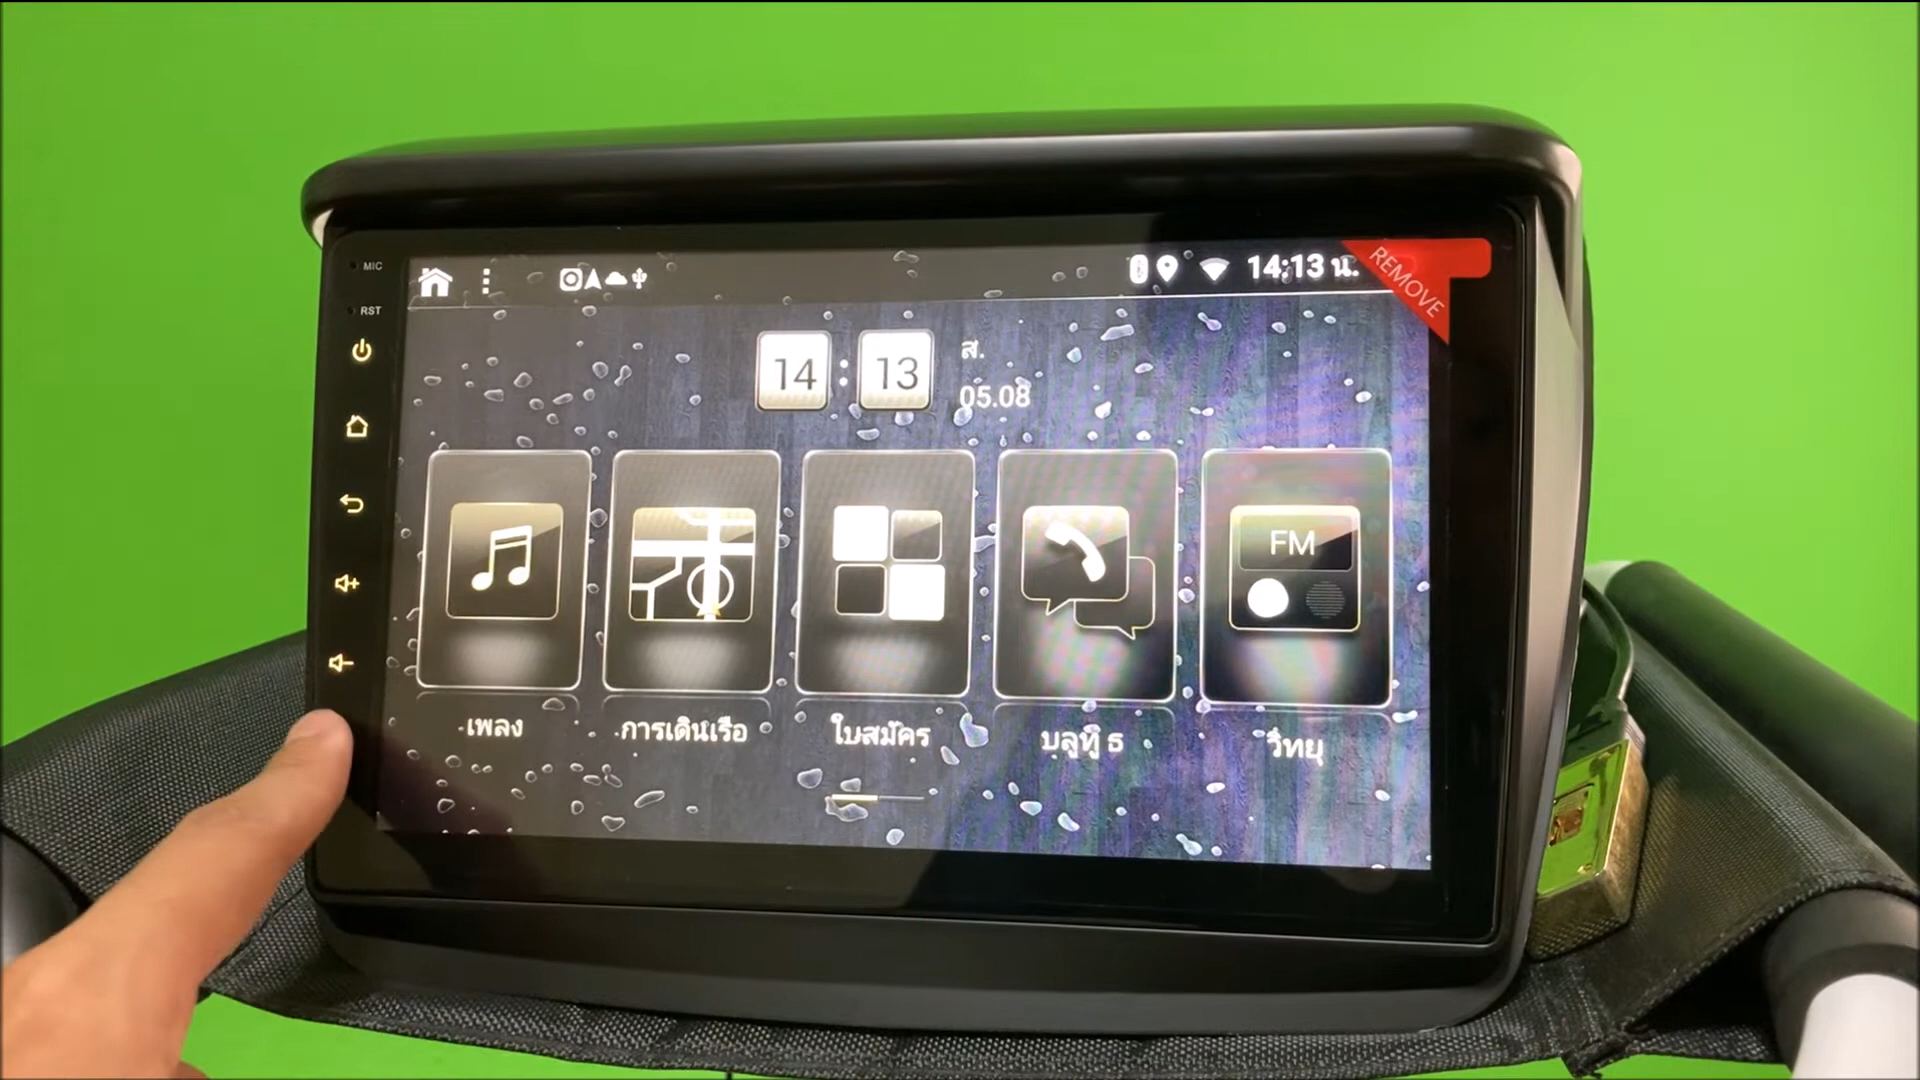 MIC
RST
14:13 น.
REMOVE
14 : 13
ส.
05.08
FM
เพลง
การเดินเรือ
ใบสมัคร
บลูทู ธ
วิทยุ